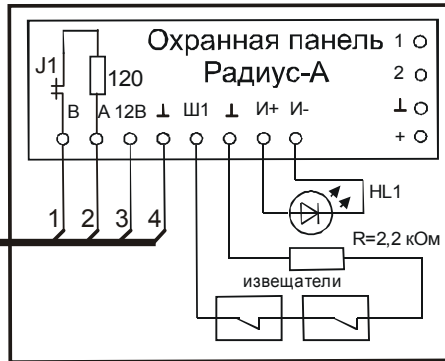 Охранная панель
Радиус-А
1
2
⊥
+
J1
120
В А 12В ⊥ Ш1 ⊥ И+ И-
HL1
1 2 3 4
R=2,2 кОм
извещатели